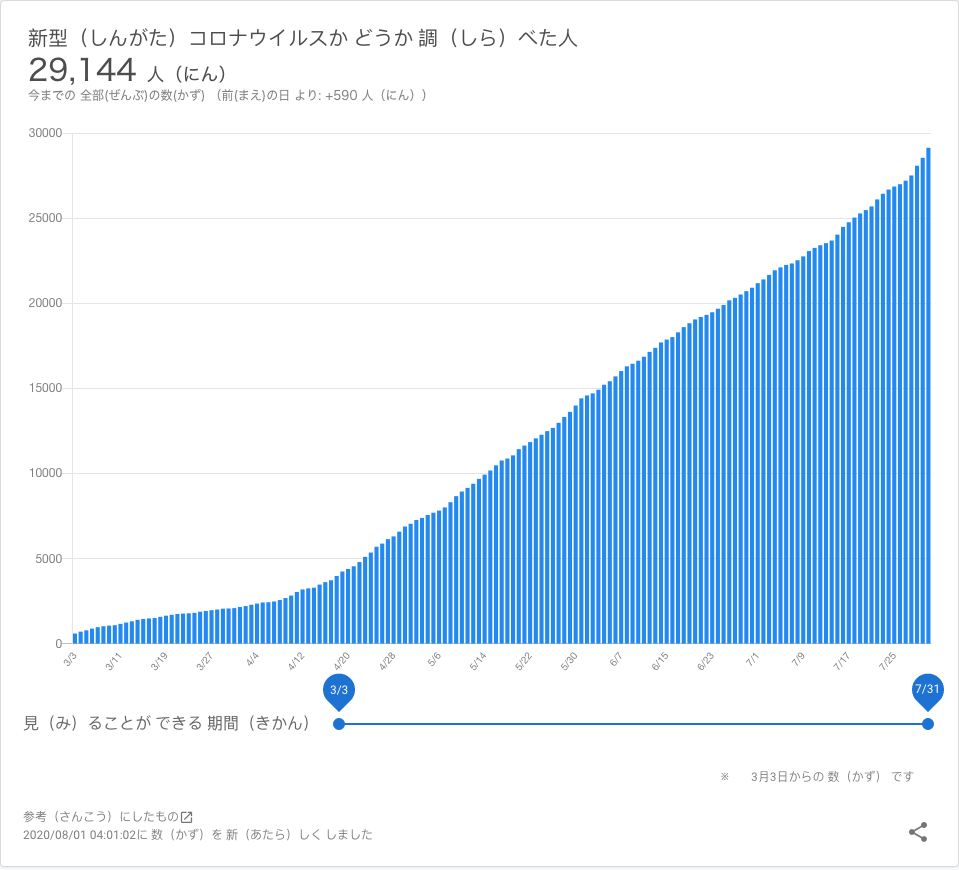 新型（しんがた）コロナウイルスか どうか 調（しら）べた人
29,144 人（にん）
今までの 全部(ぜんぶ)の数(かず) （前(まえ)の日 より: +590 人（にん））
30000
25000
20000
15000
10000
5000
0
3/3 3/11 3/19 3/27 4/4 4/12 4/20 4/28 5/6 5/14 5/22 5/30 6/7 6/15 6/23 7/1 7/9 7/17 7/25
3/3 7/31
見（み）ることが できる 期間（きかん）
※ 3月3日からの 数（かず） です
参考（さんこう）にしたもの
2020/08/01 04:01:02に 数（かず）を 新（あたら）しく しました